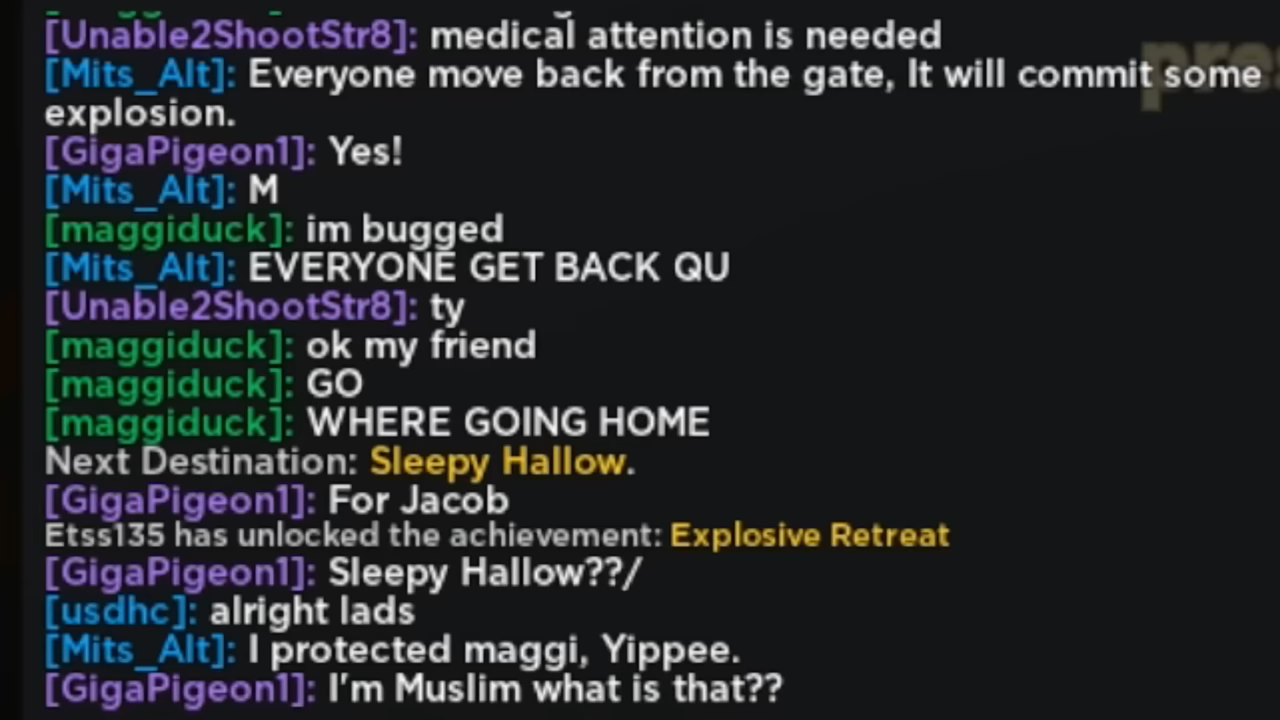 [Unable2ShootStr8]: medical attention is needed
[Mits_Alt]: Everyone move back from the gate, It will commit some
explosion.
[GigaPigeon1]: Yes!
[Mits_Alt]: M
[maggiduck]: im bugged
[Mits_Alt]: EVERYONE GET BACK QU
[Unable2ShootStr8]: ty
[maggiduck]: ok my friend
[maggiduck]: GO
[maggiduck]: WHERE GOING HOME
Next Destination: Sleepy Hallow.
[GigaPigeon1]: For Jacob
Etss135 has unlocked the achievement: Explosive Retreat
[GigaPigeon1]: Sleepy Hallow??/
[usdhc]: alright lads
[Mits_Alt]: I protected maggi, Yippee.
[GigaPigeon1]: I'm Muslim what is that??